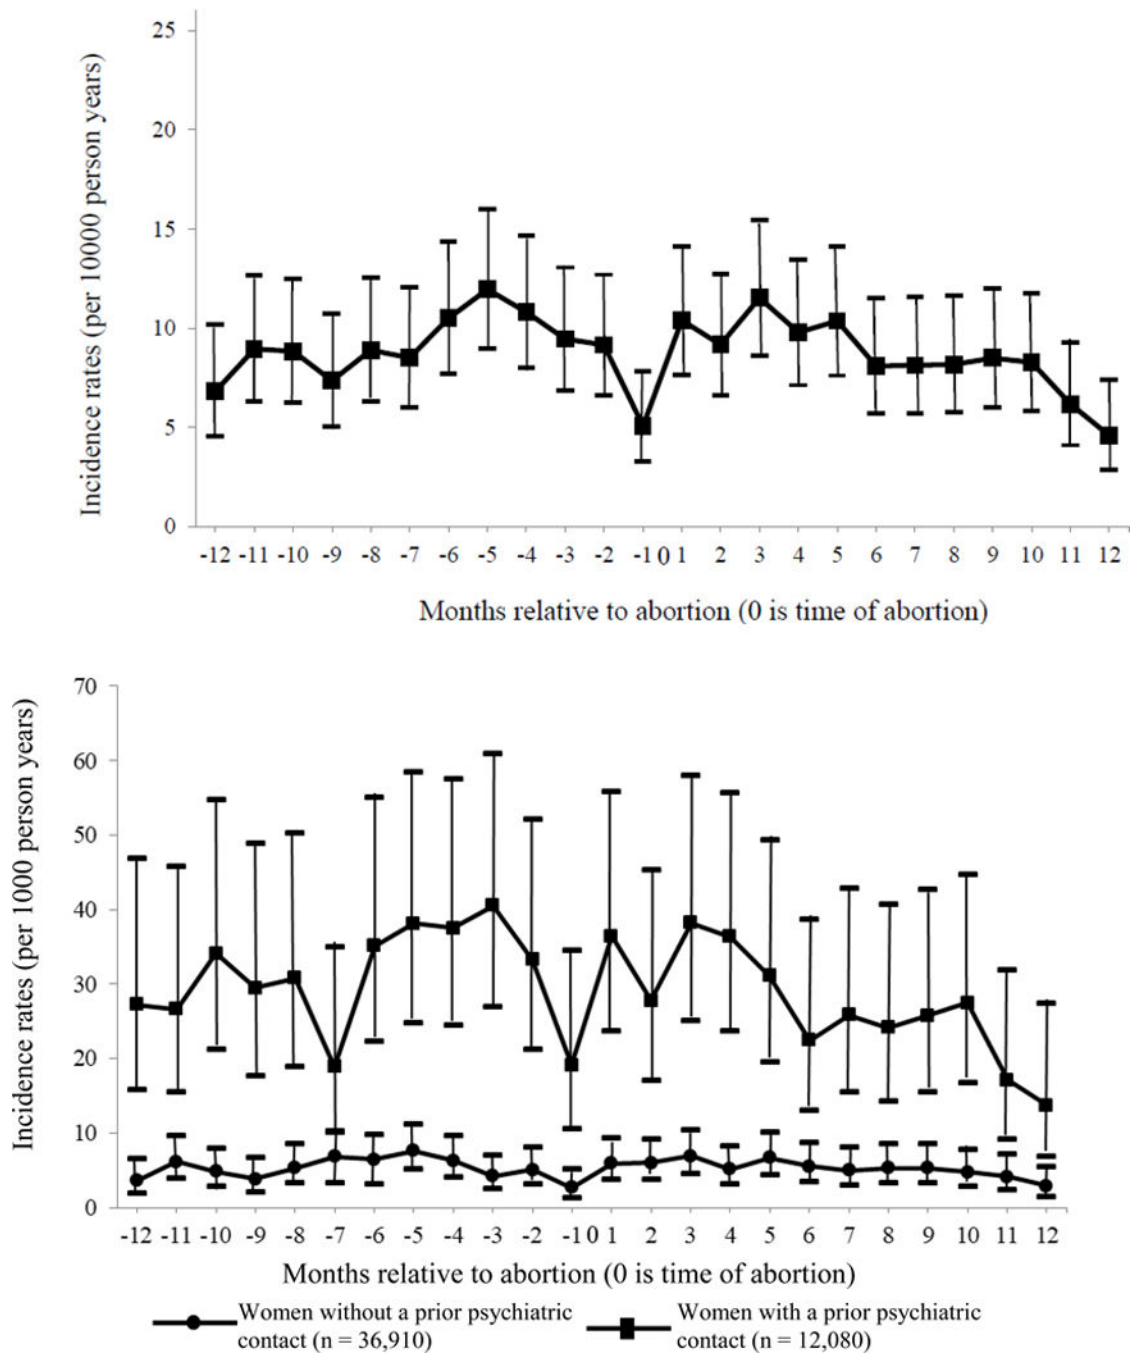 Incidence rates (per 10000 person years)
25
20
15
10
5
0
-12 -11 -10 -9 -8 -7 -6 -5 -4 -3 -2 -1 0 1 2 3 4 5 6 7 8 9 10 11 12
Months relative to abortion (0 is time of abortion)
Incidence rates (per 1000 person years)
70
60
50
40
30
20
10
0
-12 -11 -10 -9 -8 -7 -6 -5 -4 -3 -2 -1 0 1 2 3 4 5 6 7 8 9 10 11 12
Months relative to abortion (0 is time of abortion)
Women without a prior psychiatric
contact (n = 36,910)
Women with a prior psychiatric
contact (n = 12,080)